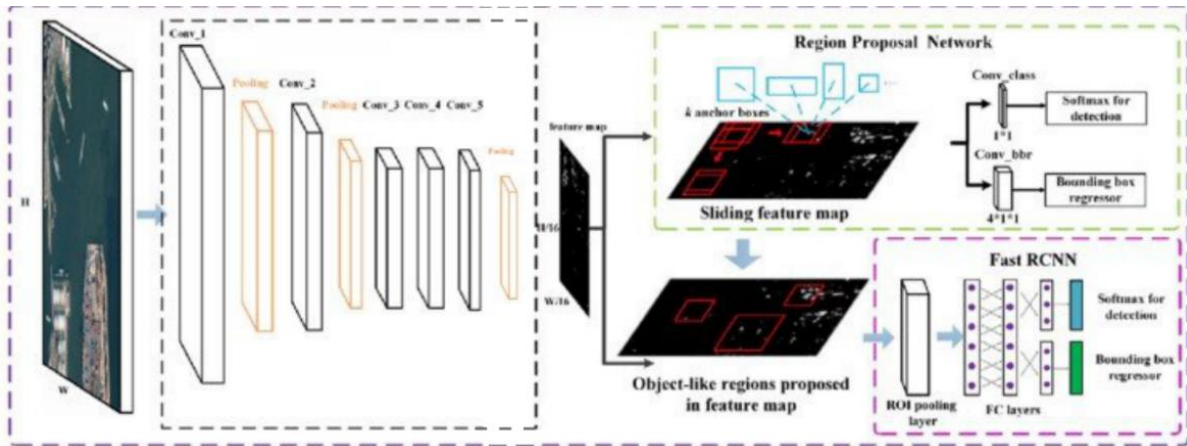 Conv_1
Pooling
Conv_2
Pooling
Conv_3
Conv_4
Conv_5
Pooling
H
W
feature map
H/16
W/16
Region Proposal Network
k anchor boxes
Sliding feature map
Conv_class
1*1
Softmax for
detection
Conv_bbr
4*1*1
Bounding box
regressor
Object-like regions proposed
in feature map
Fast RCNN
ROI pooling
layer
FC layers
Softmax for
detection
Bounding box
regressor